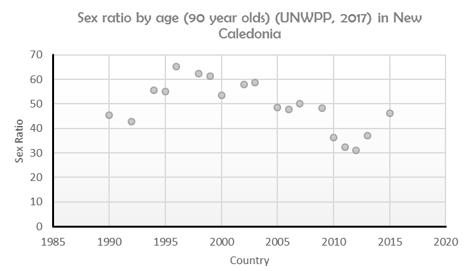 Sex ratio by age (90 year olds) (UNWPP, 2017) in New
Caledonia
70
60
50
40
30
20
10
0
Sex Ratio
1985 1990 1995 2000 2005 2010 2015 2020
Country